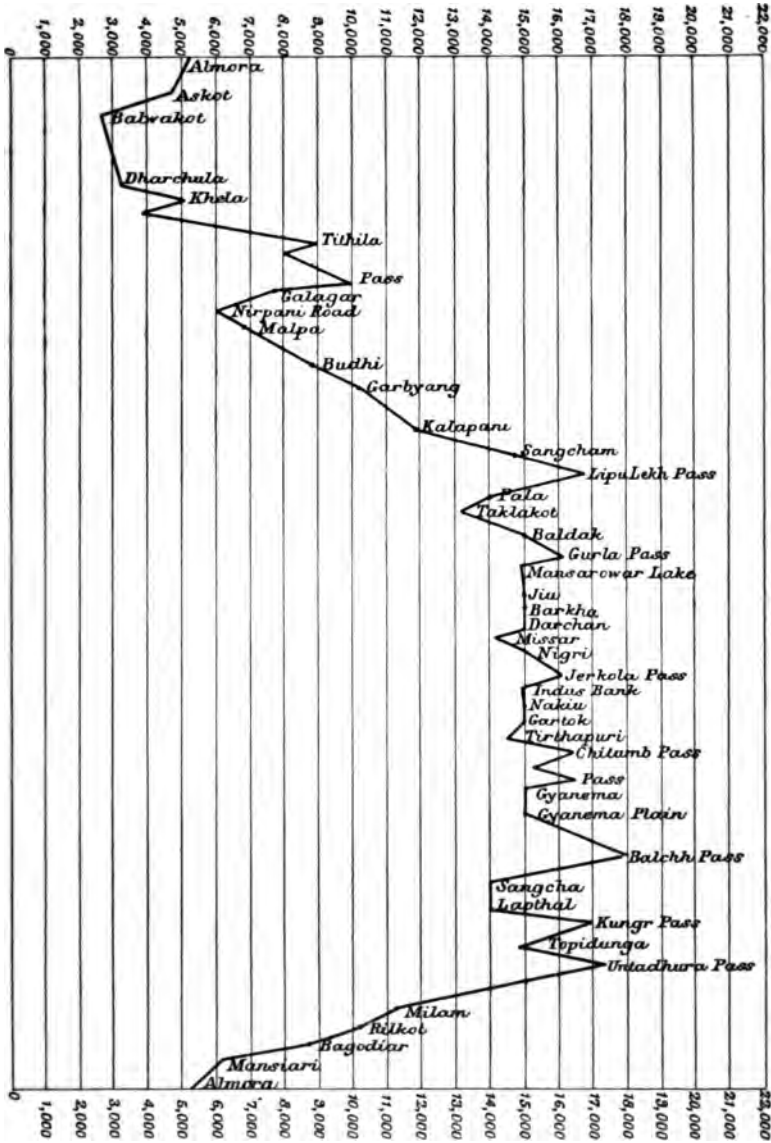 0 1,000 2,000 3,000 4,000 5,000 6,000 7,000 8,000 9,000 10,000 11,000 12,000 13,000 14,000 15,000 16,000 17,000 18,000 19,000 20,000 21,000 22,000
Almora
Askot
Babvakot
Dharchula
Khela
Tithila
Pass
Galagar
Nirpani Road
Malpa
Budhi
Garbyang
Kalapani
Sangcham
Lipu Lekh Pass
Pala
Taklakot
Baldak
Gurla Pass
Mansarowar Lake
Jiu
Barkha
Darchan
Missar
Nigri
Jerkola Pass
Indus Bank
Nakiu
Gartok
Tirthapuri
Chitumb Pass
Pass
Gyanema
Gyanema Plain
Balchh Pass
Sangcha
Lapthal
Kungr Pass
Topidunga
Untadhura Pass
Milam
Rilkot
Bagodiar
Mansiari
Almora
0 1,000 2,000 3,000 4,000 5,000 6,000 7,000 8,000 9,000 10,000 11,000 12,000 13,000 14,000 15,000 16,000 17,000 18,000 19,000 20,000 21,000 23,000